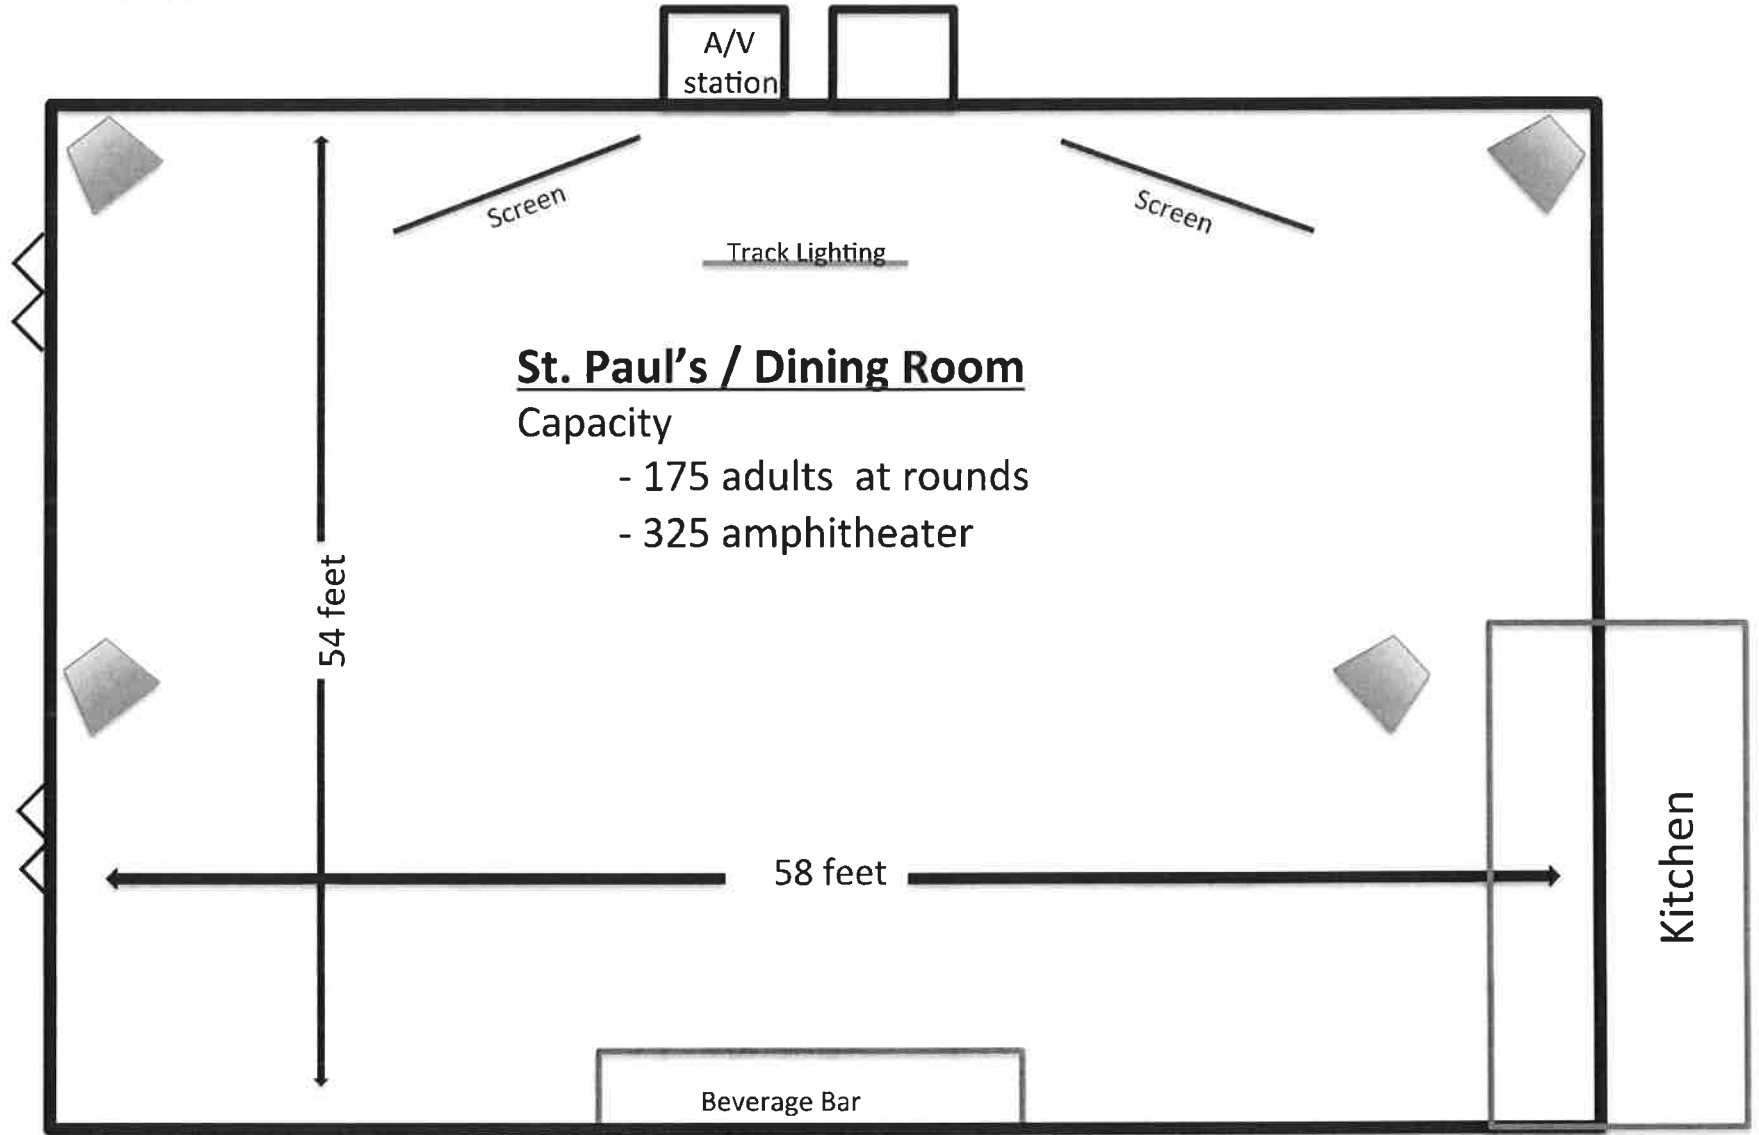 A/V
station
Screen
Screen
Track Lighting
St. Paul's / Dining Room
Capacity
- 175 adults  at rounds
- 325 amphitheater
54 feet
58 feet
Kitchen
Beverage Bar